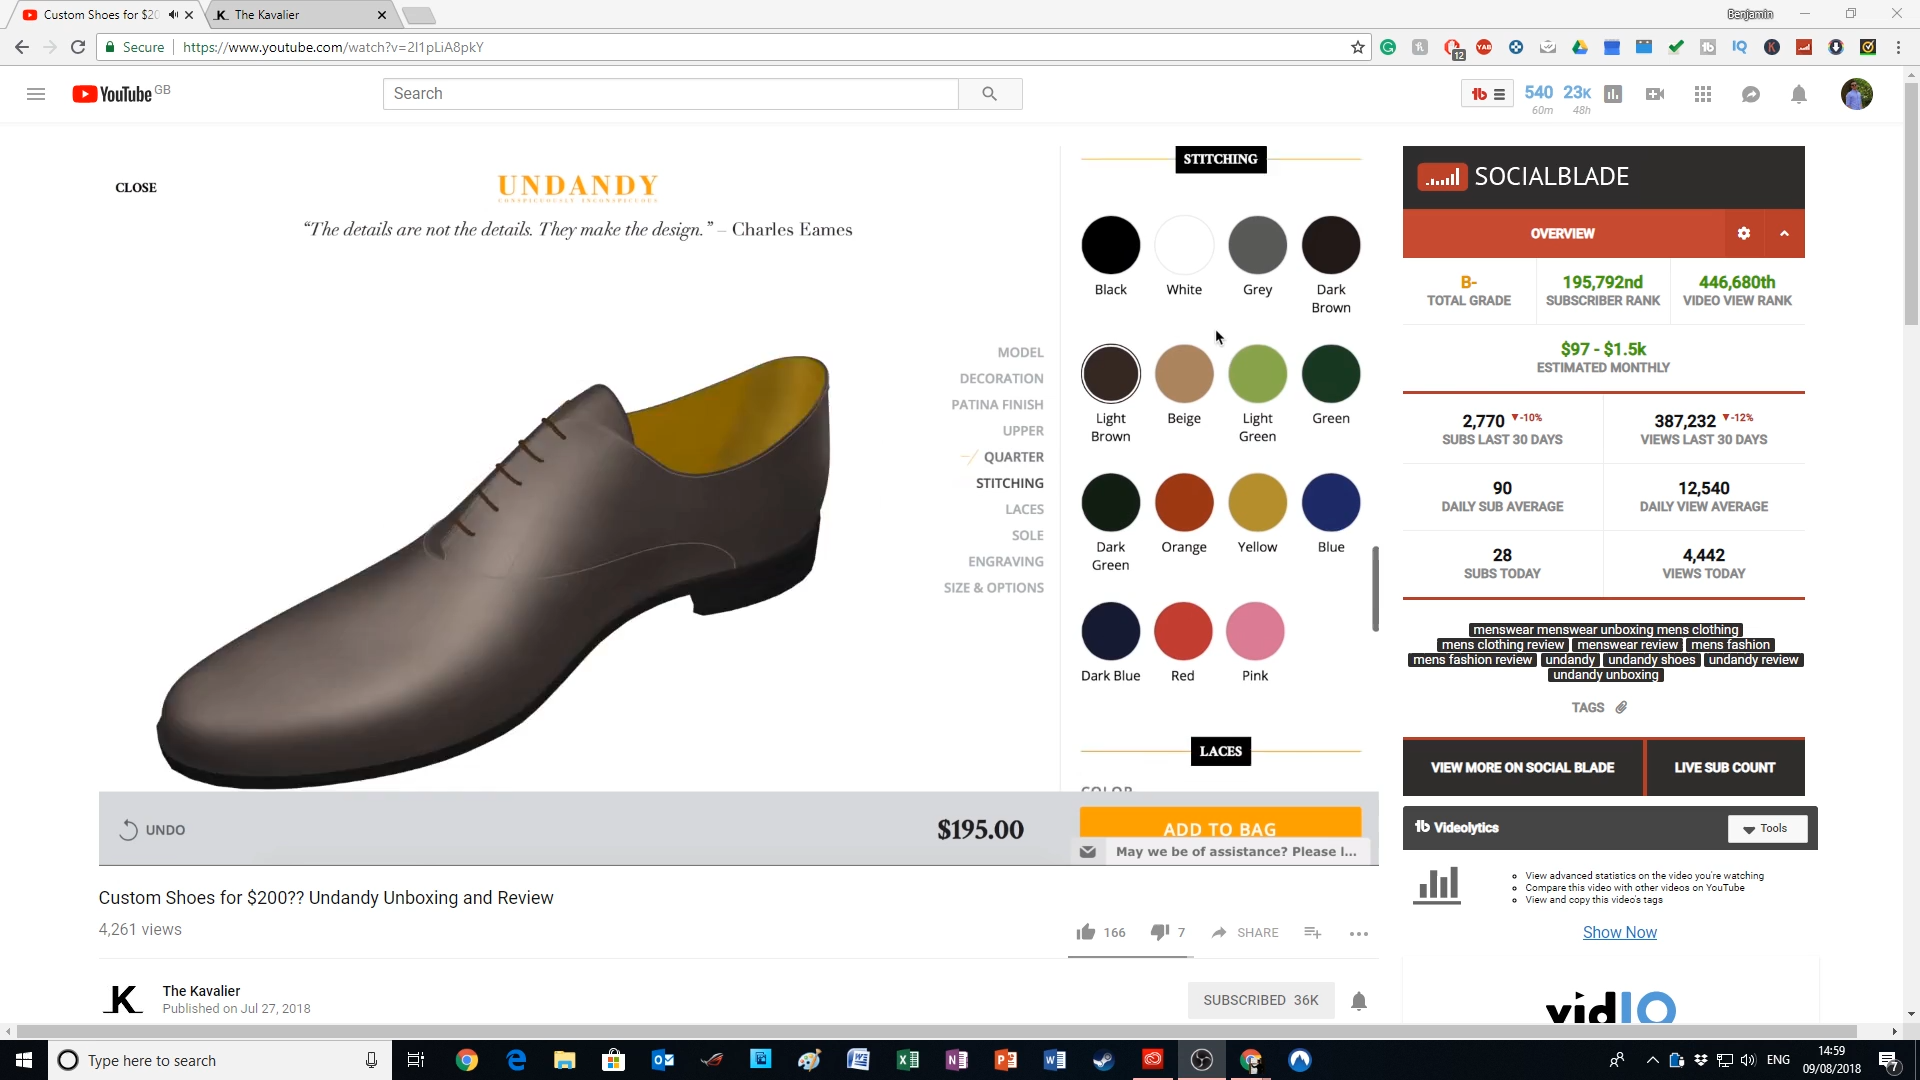 Custom Shoes for $20
The Kavalier
Benjamin
Secure
https://www.youtube.com/watch?v=2I1pLiA8pkY
12
YAB
IQ
K
YouTube GB
Search
540 23K
60m 48h
CLOSE
UNDANDY
CONSPICUOUSLY INCONSPICUOUS
“The details are not the details. They make the design.” – Charles Eames
MODEL
DECORATION
PATINA FINISH
UPPER
QUARTER
STITCHING
LACES
SOLE
ENGRAVING
SIZE & OPTIONS
STITCHING
Black
White
Grey
Dark Brown
Light Brown
Beige
Light Green
Green
Dark Green
Orange
Yellow
Blue
Dark Blue
Red
Pink
LACES
COLOR
UNDO
$195.00
ADD TO BAG
May we be of assistance? Please l...
SOCIALBLADE
OVERVIEW
B-
TOTAL GRADE
195,792nd
SUBSCRIBER RANK
446,680th
VIDEO VIEW RANK
$97 - $1.5k
ESTIMATED MONTHLY
2,770 -10%
SUBS LAST 30 DAYS
387,232 -12%
VIEWS LAST 30 DAYS
90
DAILY SUB AVERAGE
12,540
DAILY VIEW AVERAGE
28
SUBS TODAY
4,442
VIEWS TODAY
menswear menswear unboxing mens clothing
mens clothing review menswear review mens fashion
mens fashion review undandy undandy shoes undandy review
undandy unboxing
TAGS
VIEW MORE ON SOCIAL BLADE
LIVE SUB COUNT
Videolytics
Tools
View advanced statistics on the video you're watching
Compare this video with other videos on YouTube
View and copy this video's tags
Show Now
vidIQ
Custom Shoes for $200?? Undandy Unboxing and Review
4,261 views
166
7
SHARE
K
The Kavalier
Published on Jul 27, 2018
SUBSCRIBED 36K
Type here to search
ENG
14:59
09/08/2018
7